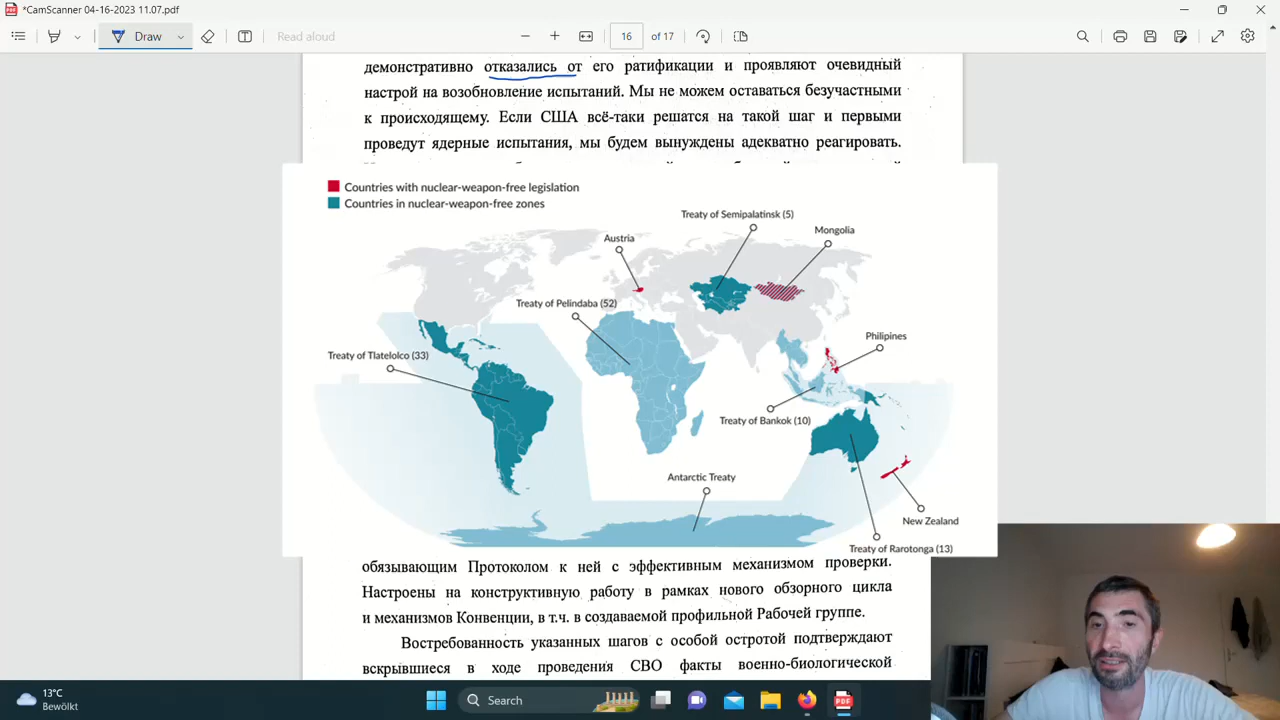 *CamScanner 04-16-2023 11.07.pdf
Draw
Read aloud
16
of 17
демонстративно отказались от его ратификации и проявляют очевидный
настрой на возобновление испытаний. Мы не можем оставаться безучастными
к происходящему. Если США всё-таки решатся на такой шаг и первыми
проведут ядерные испытания, мы будем вынуждены адекватно реагировать.
Countries with nuclear-weapon-free legislation
Countries in nuclear-weapon-free zones
Treaty of Semipalatinsk (5)
Mongolia
Austria
Treaty of Pelindaba (52)
Philipines
Treaty of Tlatelolco (33)
Treaty of Bankok (10)
Antarctic Treaty
New Zealand
Treaty of Rarotonga (13)
обязывающим Протоколом к ней с эффективным механизмом проверки.
Настроены на конструктивную работу в рамках нового обзорного цикла
и механизмов Конвенции, в т.ч. в создаваемой профильной Рабочей группе.
Востребованность указанных шагов с особой остротой подтверждают
вскрывшиеся в ходе проведения СВО факты военно-биологической
13°C
Bewölkt
Search